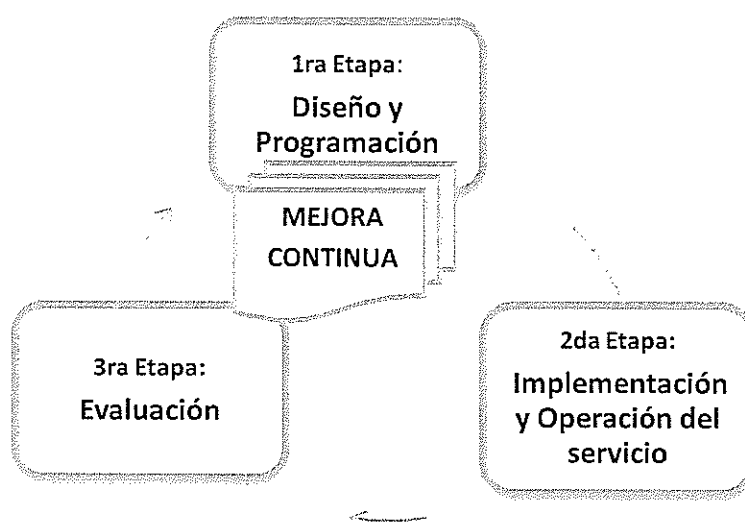 1ra Etapa:
Diseño y
Programación
MEJORA
CONTINUA
2da Etapa:
Implementación
y Operación del
servicio
3ra Etapa:
Evaluación